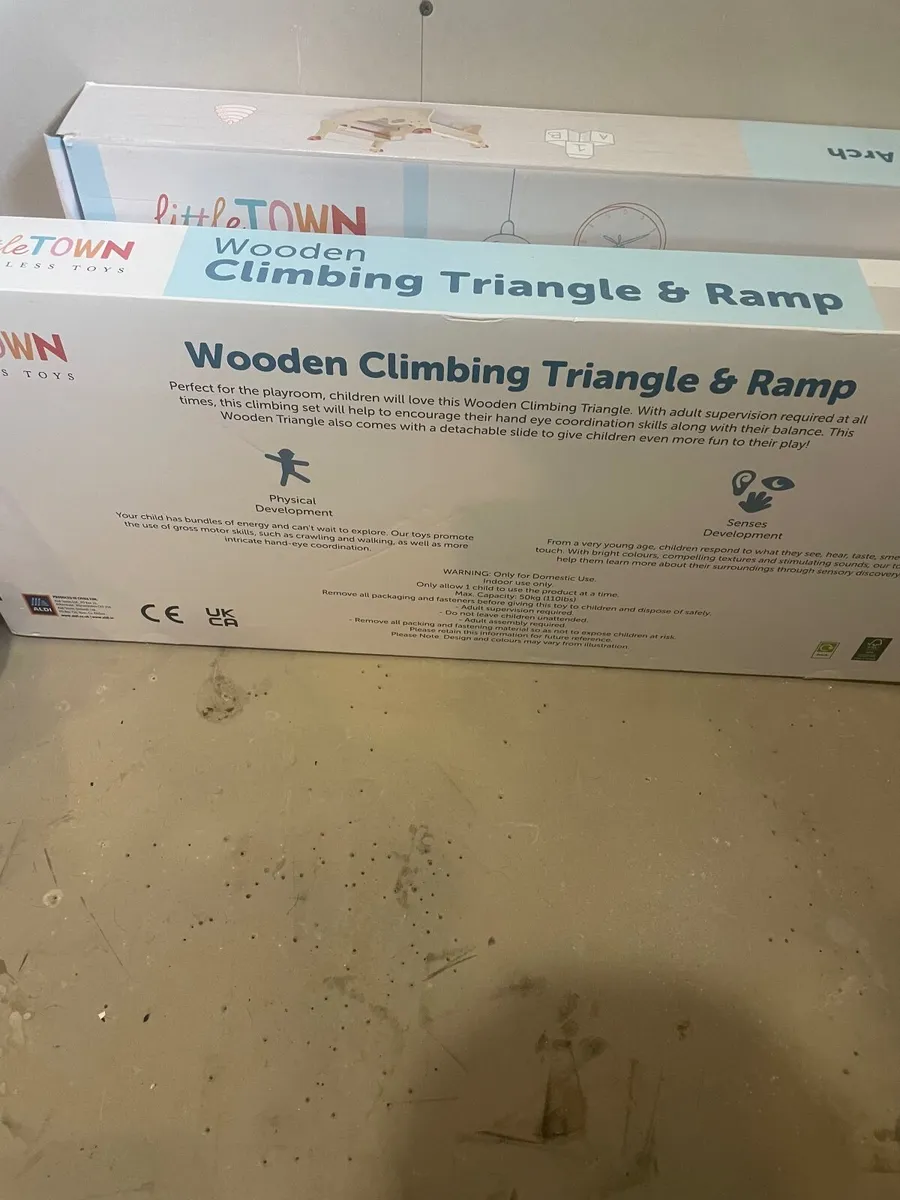 Arch
littleTOWN
leTOWN
LESS TOYS
Wooden
Climbing Triangle & Ramp
OWN
S TOYS
Wooden Climbing Triangle & Ramp
Perfect for the playroom, children will love this Wooden Climbing Triangle. With adult supervision required at all
times, this climbing set will help to encourage their hand eye coordination skills along with their balance. This
Wooden Triangle also comes with a detachable slide to give children even more fun to their play!
Physical
Development
Your child has bundles of energy and can't wait to explore. Our toys promote
the use of gross motor skills, such as crawling and walking, as well as more
intricate hand-eye coordination.
Senses
Development
From a very young age, children respond to what they see, hear, taste, sme
touch. With bright colours, compelling textures and stimulating sounds, our to
help them learn more about their surroundings through sensory discovery
WARNING: Only for Domestic Use.
Indoor use only.
Only allow 1 child to use the product at a time.
Max. Capacity: 50kg (110lbs)
Remove all packaging and fasteners before giving this toy to children and dispose of safely.
- Adult supervision required.
- Do not leave children unattended.
- Adult assembly required.
- Remove all packing and fastening material so as not to expose children at risk.
Please retain this information for future reference.
Please Note: Design and colours may vary from illustration.
ALDI
CE
UK
CA
FSC